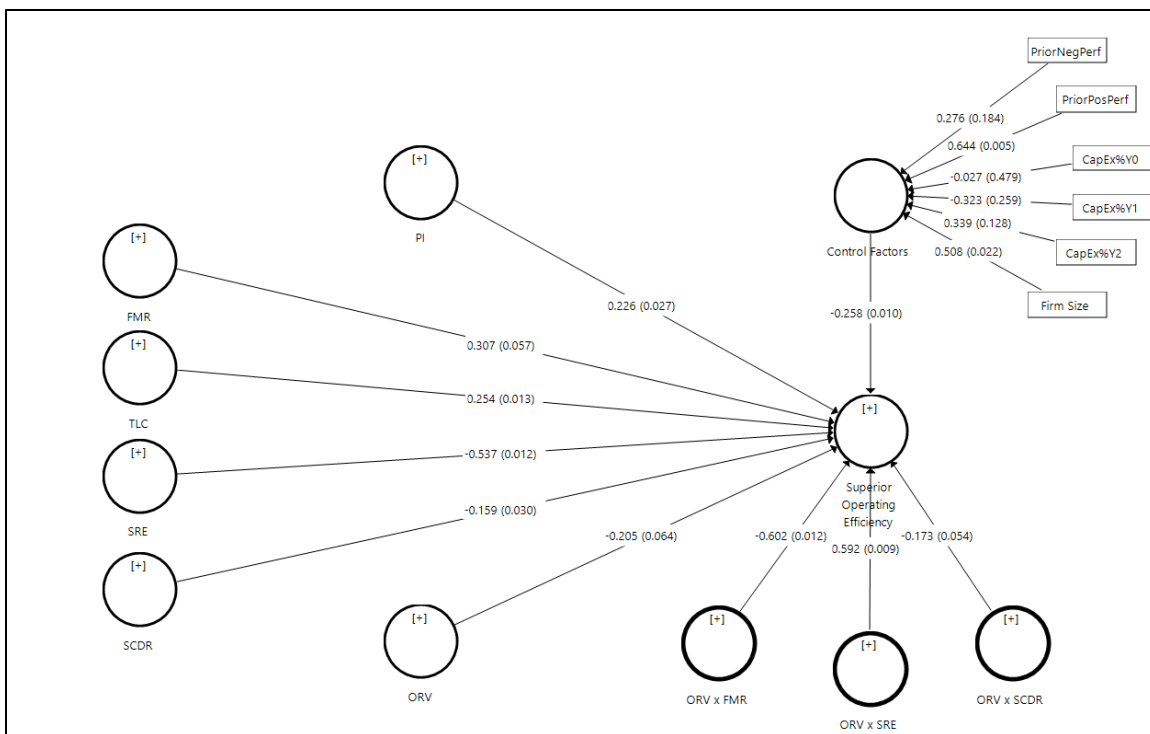 PriorNegPerf
PriorPosPerf
0.276 (0.184)
0.644 (0.005)
[+]
CapEx%Y0
-0.027 (0.479)
-0.323 (0.259)
CapEx%Y1
0.339 (0.128)
[+]
PI
Control Factors
0.508 (0.022)
CapEx%Y2
FMR
0.226 (0.027)
-0.258 (0.010)
Firm Size
[+]
0.307 (0.057)
TLC
0.254 (0.013)
[+]
[+]
-0.537 (0.012)
SRE
Superior
Operating
Efficiency
-0.159 (0.030)
-0.205 (0.064)
-0.602 (0.012)
0.592 (0.009)
-0.173 (0.054)
[+]
SCDR
[+]
ORV
[+]
ORV x FMR
[+]
ORV x SRE
[+]
ORV x SCDR